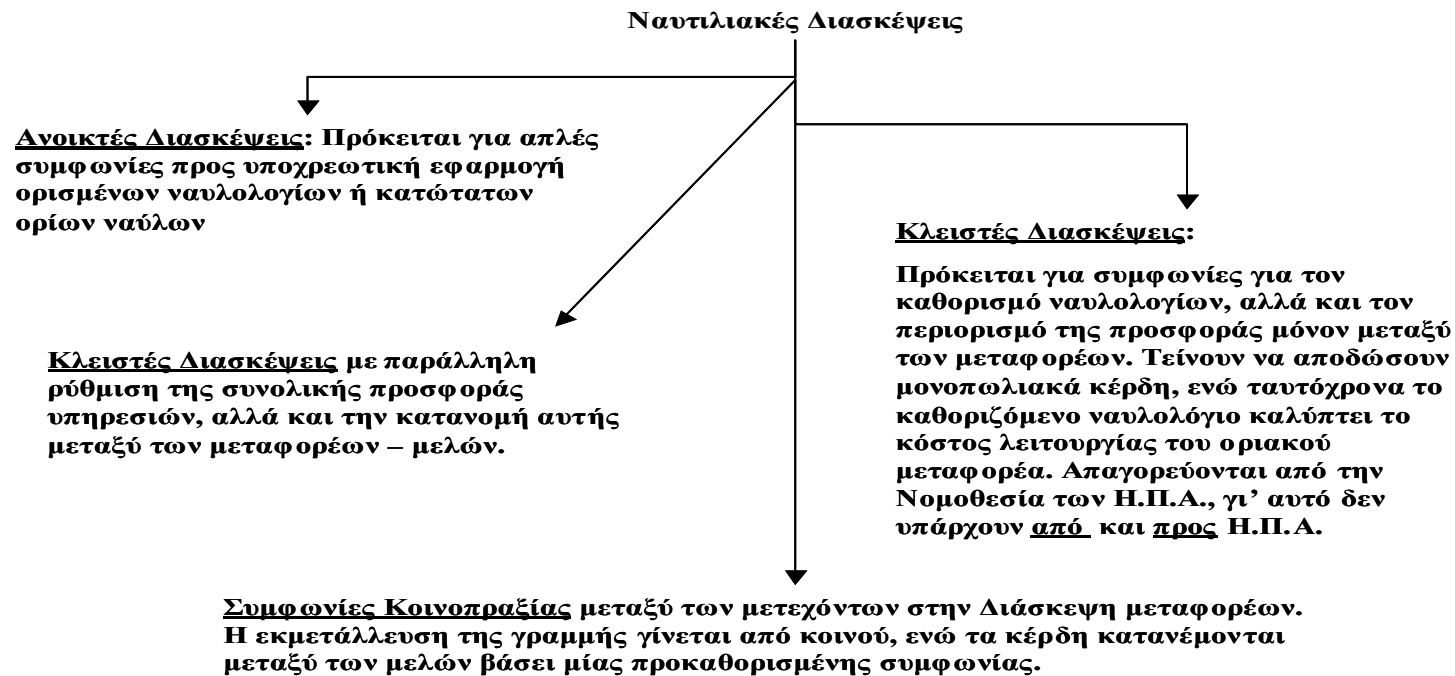 Ναυτιλιακές Διασκέψεις
Ανοικτές Διασκέψεις: Πρόκειται για απλές
συμφωνίες προς υποχρεωτική εφαρμογή
ορισμένων ναυλολογίων ή κατώτατων
ορίων ναύλων
Κλειστές Διασκέψεις:
Πρόκειται για συμφωνίες για τον
καθορισμό ναυλολογίων, αλλά και τον
περιορισμό της προσφοράς μόνον μεταξύ
των μεταφορέων. Τείνουν να αποδώσουν
μονοπωλιακά κέρδη, ενώ ταυτόχρονα το
καθοριζόμενο ναυλολόγιο καλύπτει το
κόστος λειτουργίας του οριακού
μεταφορέα. Απαγορεύονται από την
Νομοθεσία των Η.Π.Α., γι’ αυτό δεν
υπάρχουν από και προς Η.Π.Α.
Κλειστές Διασκέψεις με παράλληλη
ρύθμιση της συνολικής προσφοράς
υπηρεσιών, αλλά και την κατανομή αυτής
μεταξύ των μεταφορέων – μελών.
Συμφωνίες Κοινοπραξίας μεταξύ των μετεχόντων στην Διάσκεψη μεταφορέων.
Η εκμετάλλευση της γραμμής γίνεται από κοινού, ενώ τα κέρδη κατανέμονται
μεταξύ των μελών βάσει μίας προκαθορισμένης συμφωνίας.